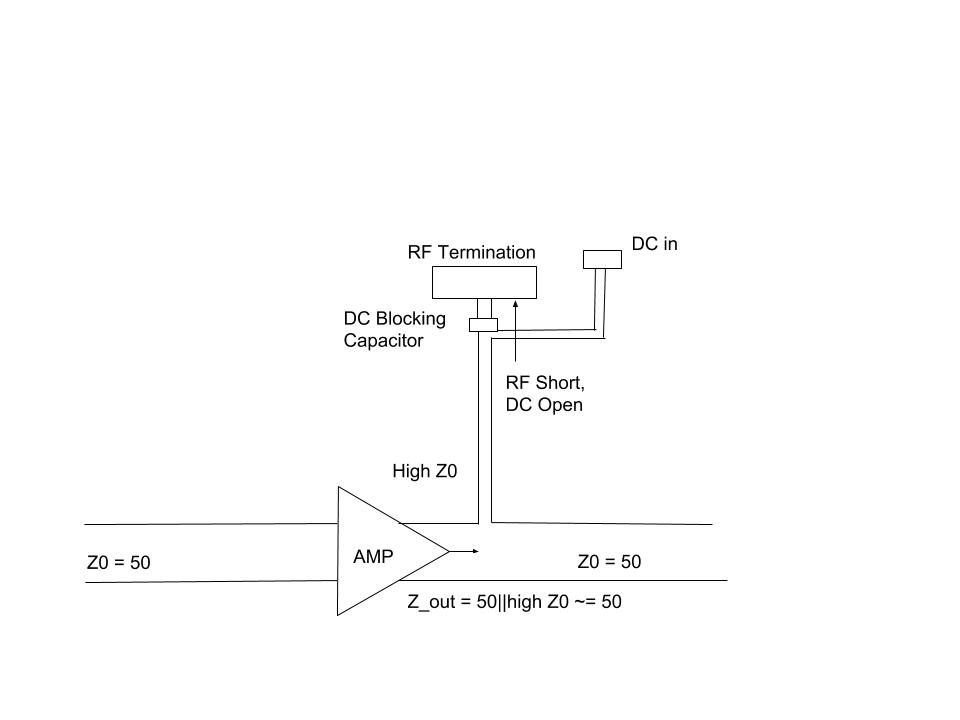 DC in
RF Termination
DC Blocking
Capacitor
RF Short,
DC Open
High Z0
AMP
Z0 = 50
Z0 = 50
Z_out = 50||high Z0 ~= 50